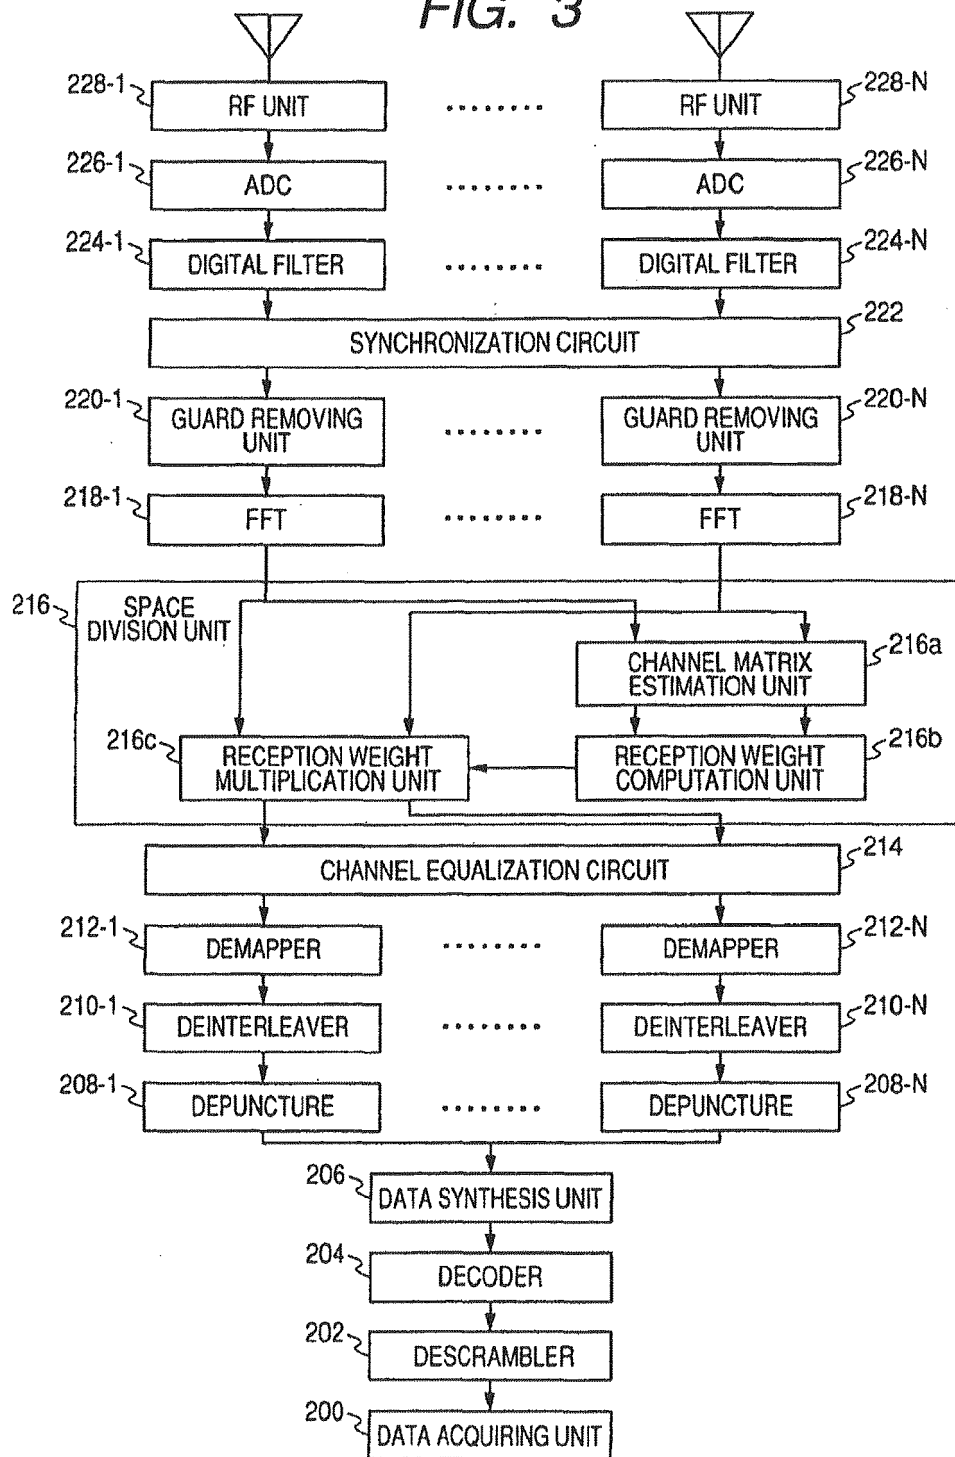 FIG. 3
228-1
RF UNIT
RF UNIT
228-N
226-1
ADC
ADC
226-N
224-1
DIGITAL FILTER
DIGITAL FILTER
224-N
SYNCHRONIZATION CIRCUIT
222
220-1
GUARD REMOVING
UNIT
GUARD REMOVING
UNIT
220-N
218-1
FFT
FFT
218-N
216
SPACE
DIVISION UNIT
CHANNEL MATRIX
ESTIMATION UNIT
216a
216c
RECEPTION WEIGHT
MULTIPLICATION UNIT
RECEPTION WEIGHT
COMPUTATION UNIT
216b
CHANNEL EQUALIZATION CIRCUIT
214
212-1
DEMAPPER
DEMAPPER
212-N
210-1
DEINTERLEAVER
DEINTERLEAVER
210-N
208-1
DEPUNCTURE
DEPUNCTURE
208-N
206
DATA SYNTHESIS UNIT
204
DECODER
202
DESCRAMBLER
200
DATA ACQUIRING UNIT